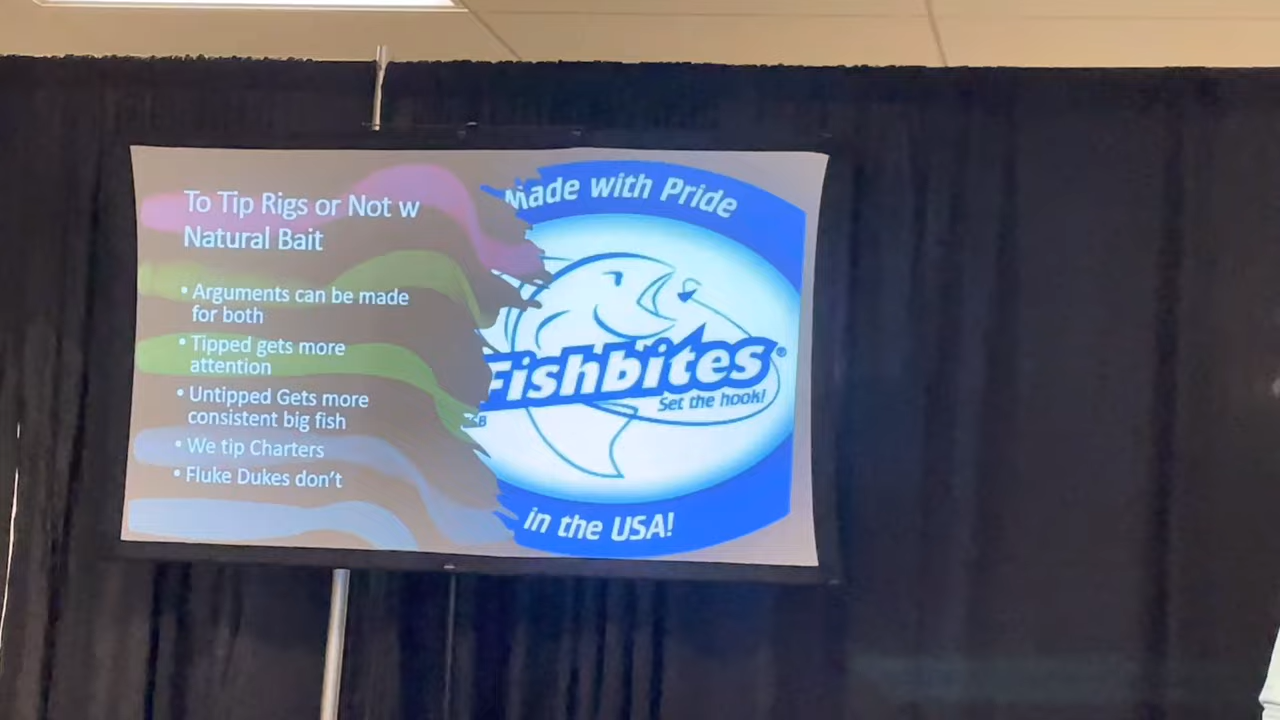 To Tip Rigs or Not w
Natural Bait
• Arguments can be made
for both
• Tipped gets more
attention
• Untipped Gets more
consistent big fish
• We tip Charters
• Fluke Dukes don't
Made with Pride
Fishbites®
Set the hook!
in the USA!